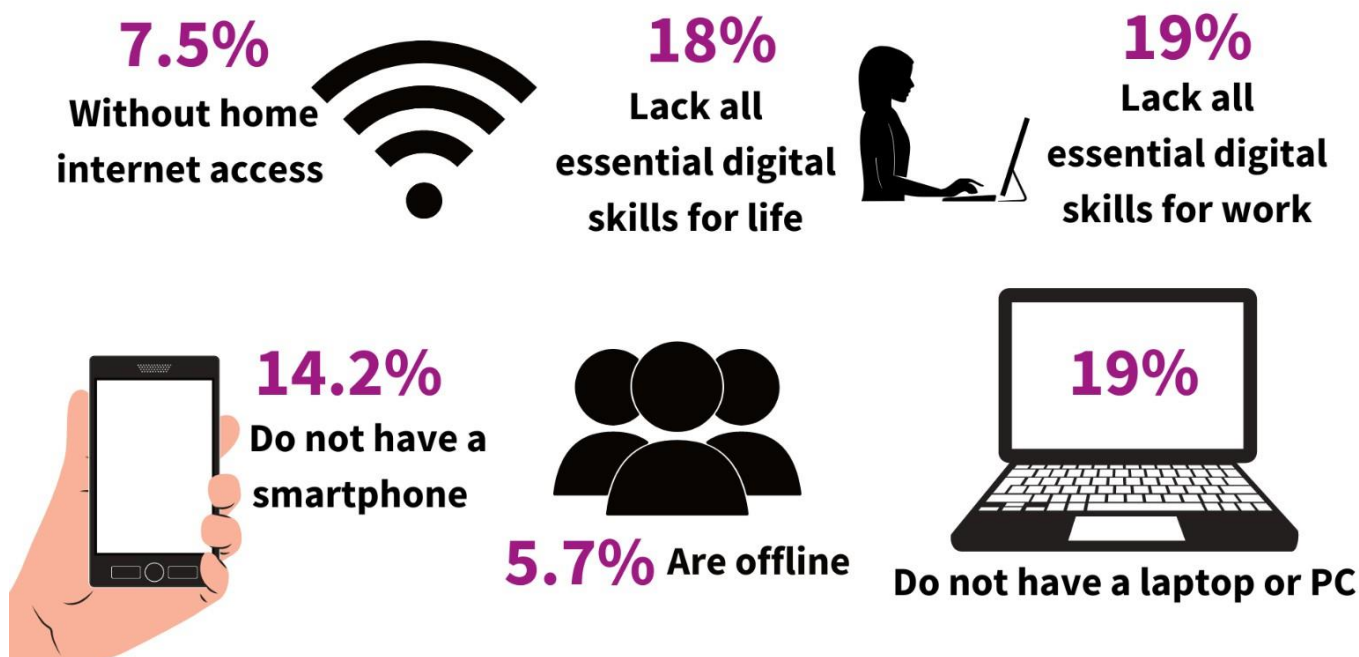 7.5%
Without home
internet access
18%
Lack all
essential digital
skills for life
19%
Lack all
essential digital
skills for work
14.2%
Do not have a
smartphone
5.7% Are offline
19%
Do not have a laptop or PC